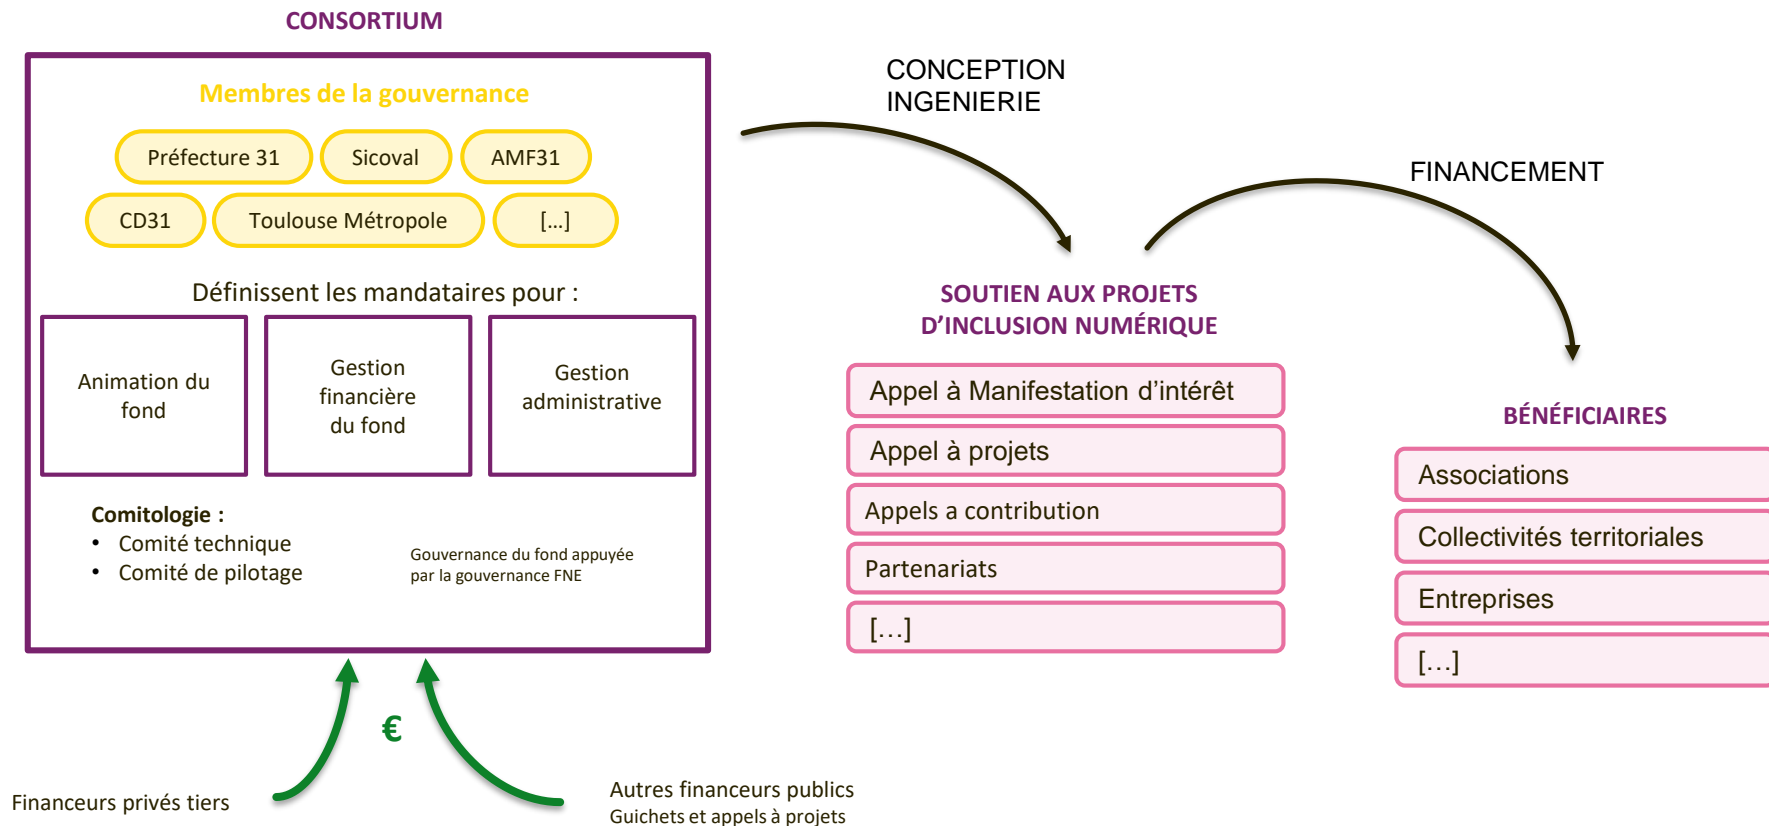 CONSORTIUM
Membres de la gouvernance
Préfecture 31
Sicoval
AMF31
CD31
Toulouse Métropole
[…]
Définissent les mandataires pour :
Animation du
fond
Gestion
financière
du fond
Gestion
administrative
Comitologie :
• Comité technique
• Comité de pilotage
Gouvernance du fond appuyée
par la gouvernance FNE
€
Financeurs privés tiers
Autres financeurs publics
Guichets et appels à projets
CONCEPTION
INGENIERIE
SOUTIEN AUX PROJETS
D’INCLUSION NUMÉRIQUE
Appel à Manifestation d’intérêt
Appel à projets
Appels a contribution
Partenariats
[…]
FINANCEMENT
BÉNÉFICIAIRES
Associations
Collectivités territoriales
Entreprises
[…]